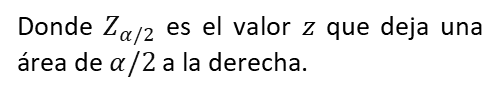 Donde Z_{α/2} es el valor z que deja una
área de α/2 a la derecha.